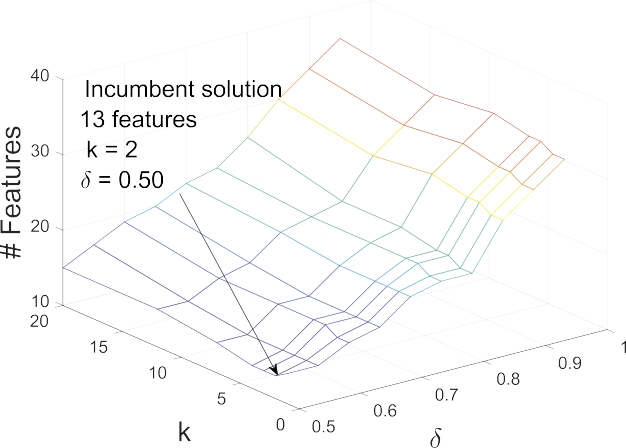 40
Incumbent solution
13 features
k = 2
δ = 0.50
30
20
10
# Features
20
15
10
5
0
k
0.5
0.6
0.7
0.8
0.9
1
δ